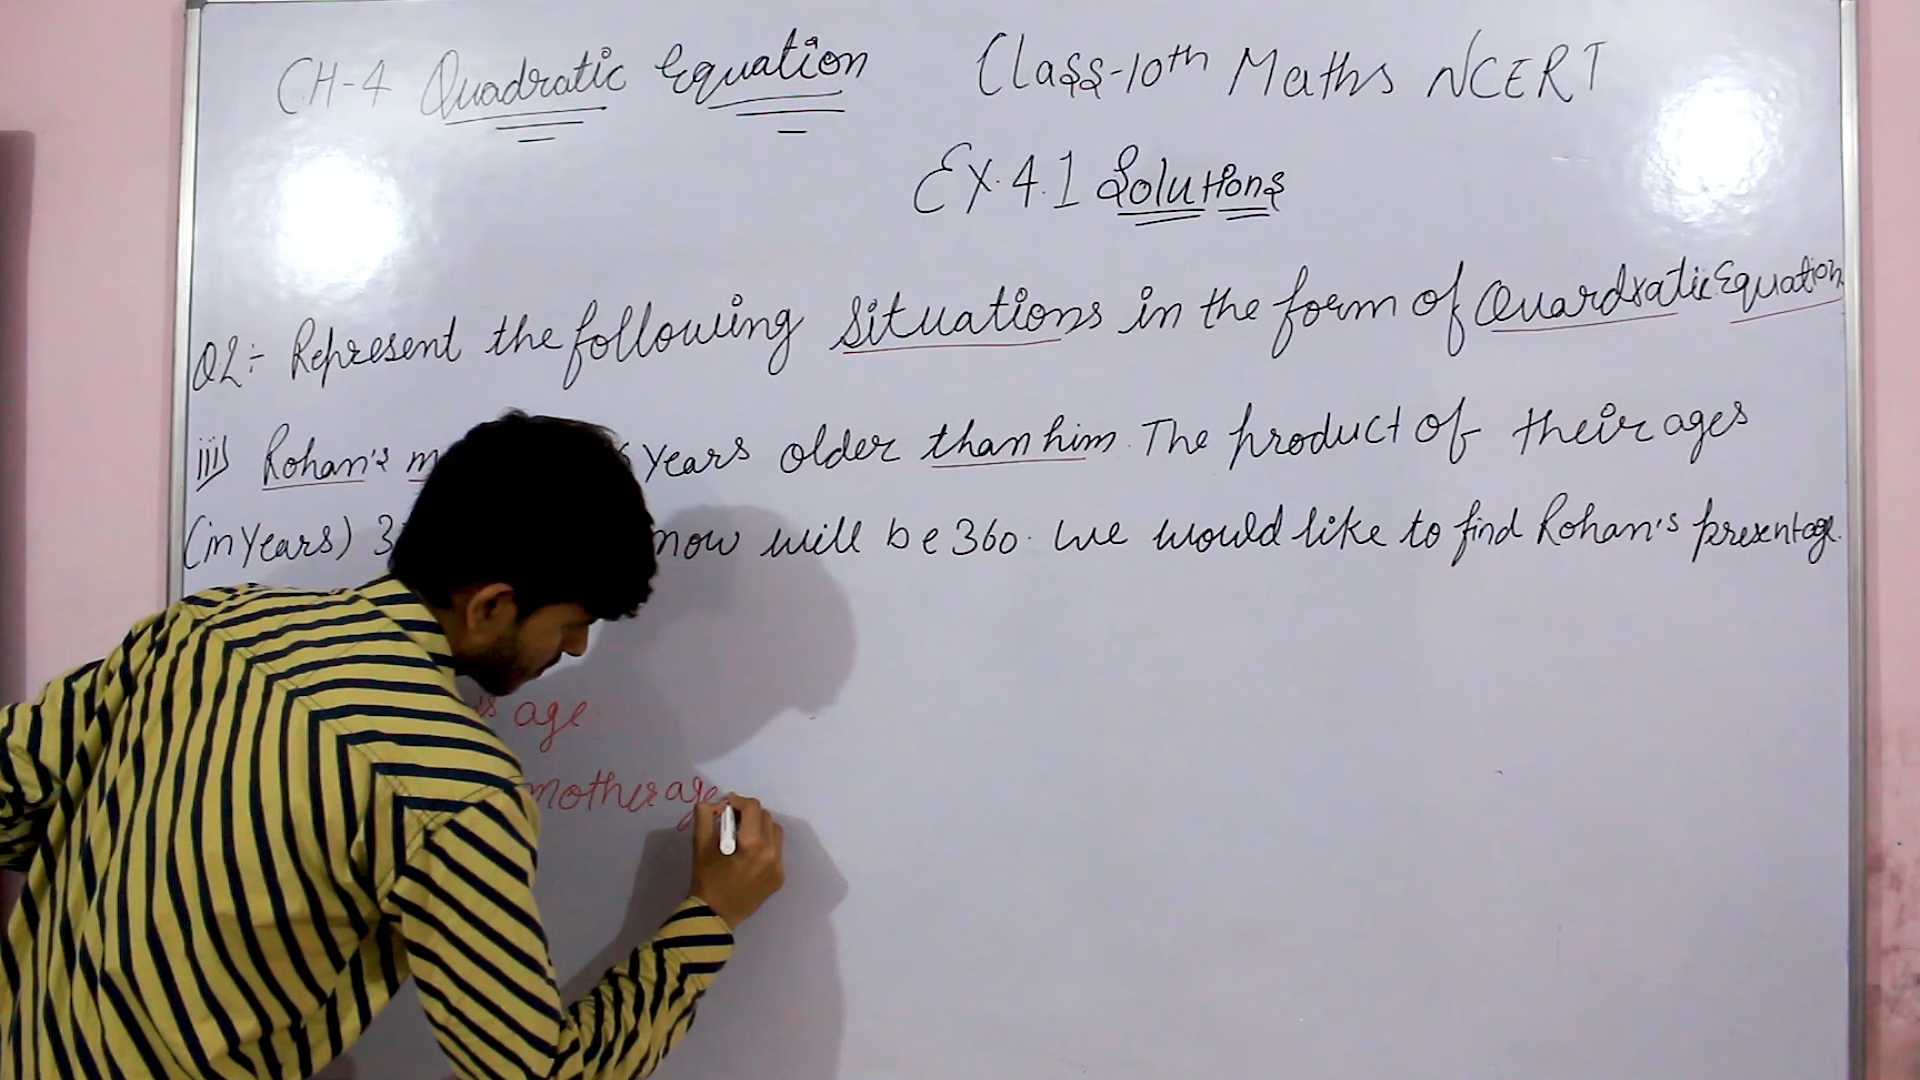 CH-4 Quadratic Equation Class-10th Maths NCERT
EX.4.1 Solutions
Q2:- Represent the following situations in the form of Quardratic Equation
iii) Rohan's years older than him. The product of their ages
(in Years) now will be 360. We would like to find Rohan's present age.
age
mother age